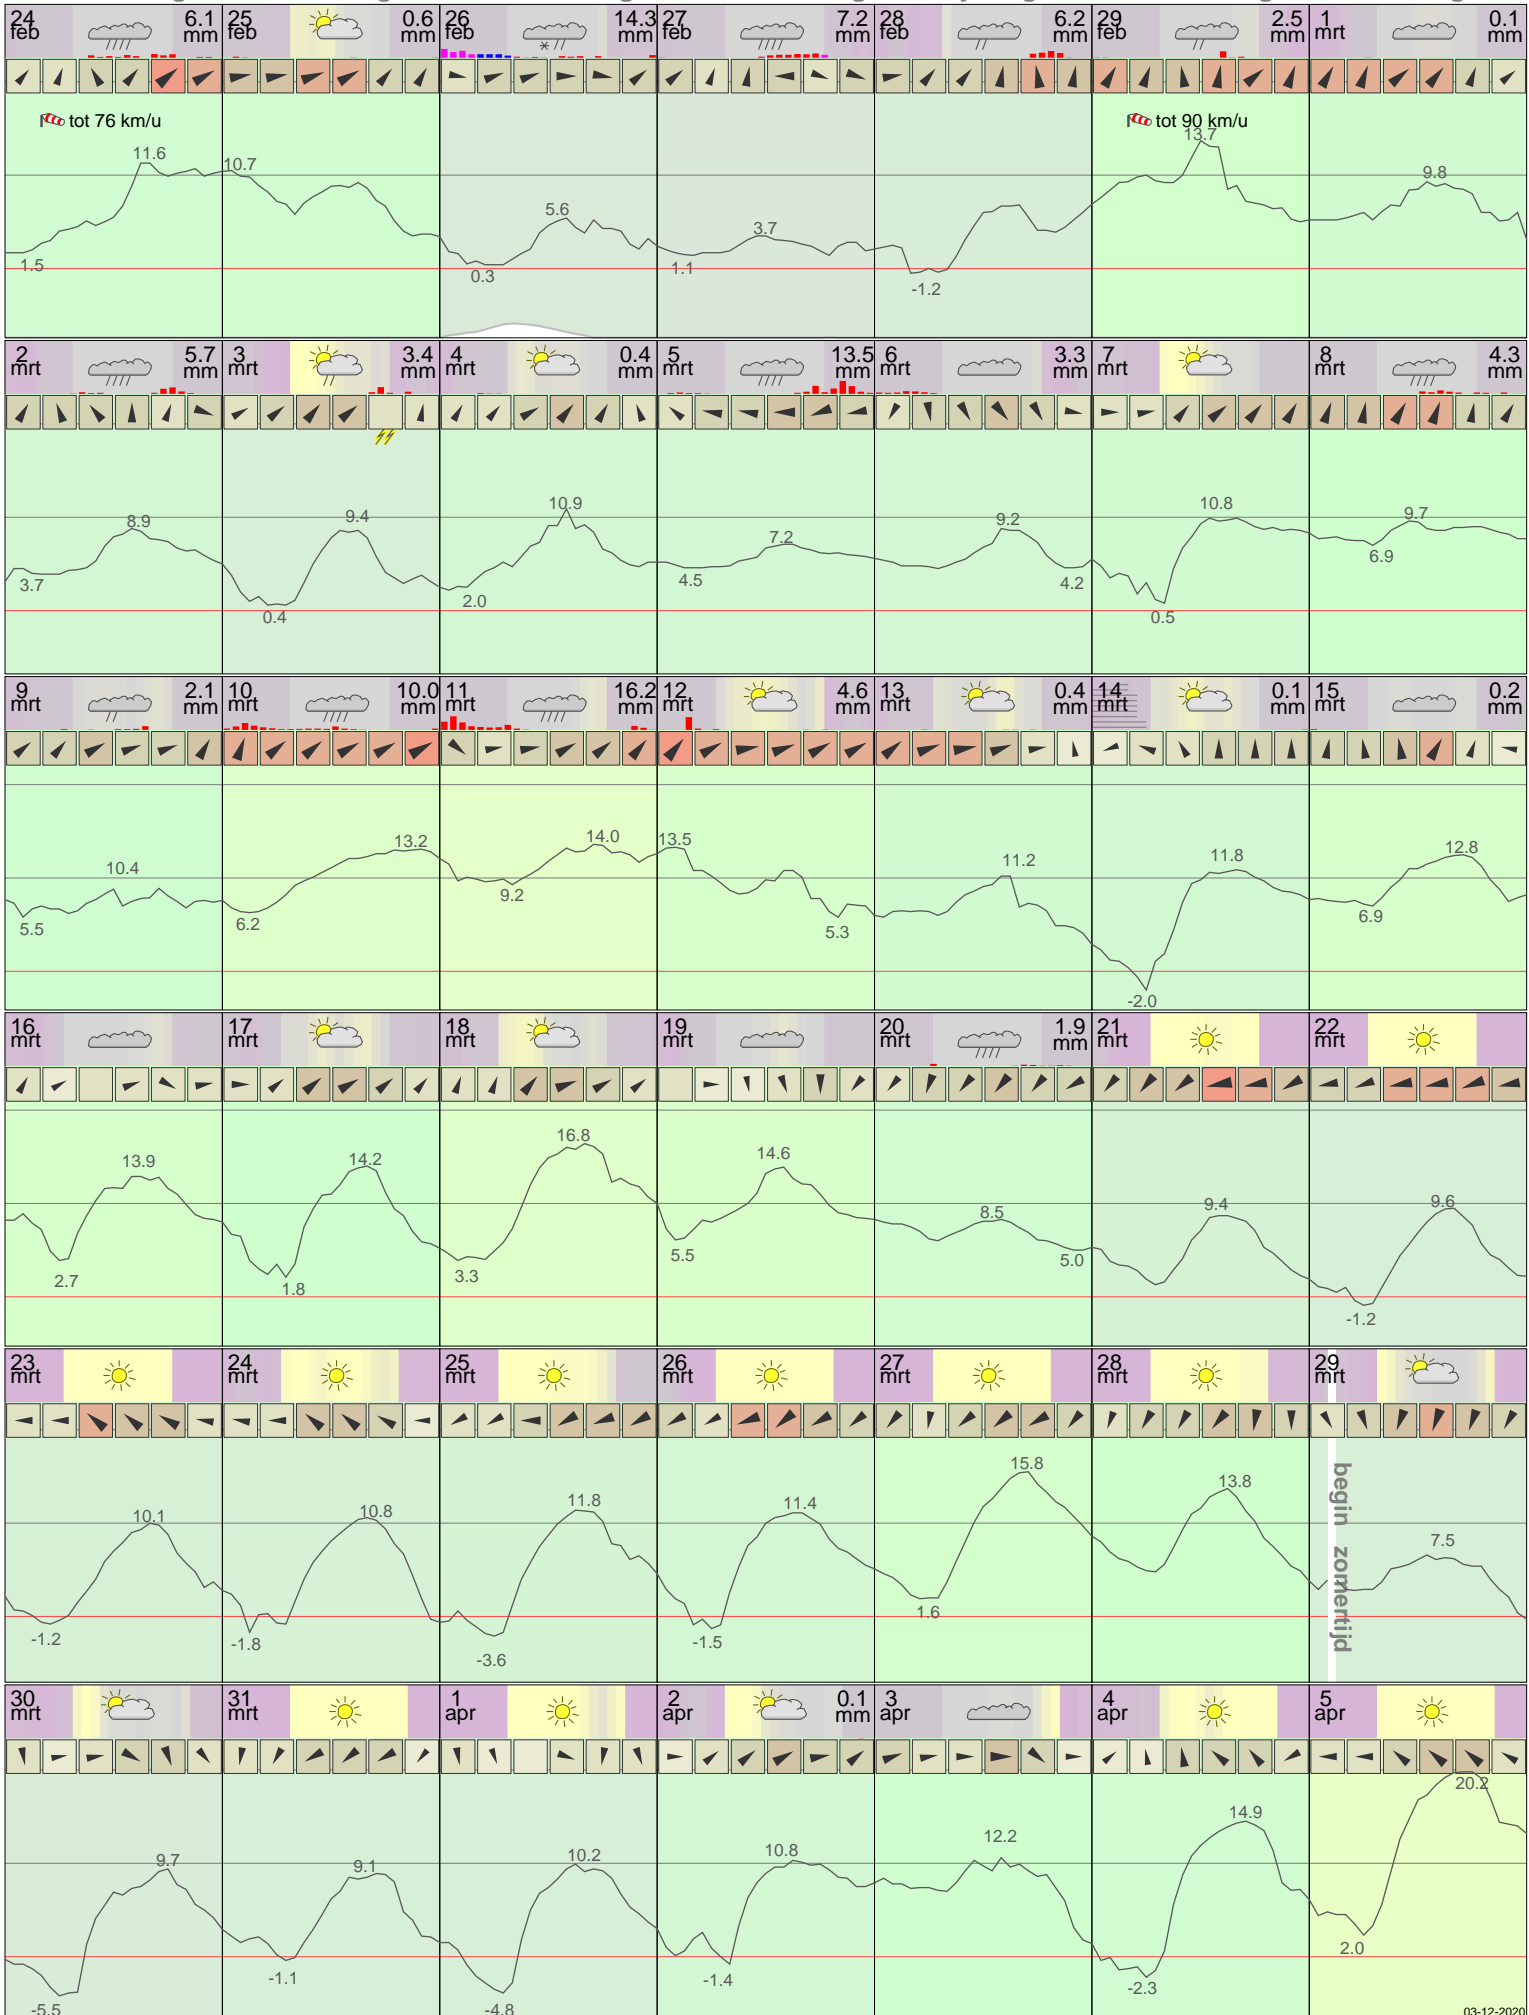 24 feb 6.1 mm 25 feb 0.6 mm 26 feb 14.3 mm 27 feb 7.2 mm 28 feb 6.2 mm 29 feb 2.5 mm 1 mrt 0.1 mm
tot 76 km/u tot 90 km/u
1.5 11.6 10.7 0.3 5.6 1.1 3.7 -1.2 13.7 9.8
2 mrt 5.7 mm 3 mrt 3.4 mm 4 mrt 0.4 mm 5 mrt 13.5 mm 6 mrt 3.3 mm 7 mrt 8 mrt 4.3 mm
3.7 8.9 0.4 9.4 2.0 10.9 4.5 7.2 9.2 4.2 0.5 10.8 6.9 9.7
9 mrt 2.1 mm 10 mrt 10.0 mm 11 mrt 16.2 mm 12 mrt 4.6 mm 13 mrt 0.4 mm 14 mrt 0.1 mm 15 mrt 0.2 mm
5.5 10.4 6.2 13.2 9.2 14.0 13.5 5.3 11.2 -2.0 11.8 6.9 12.8
16 mrt 17 mrt 18 mrt 19 mrt 20 mrt 1.9 mm 21 mrt 22 mrt
2.7 13.9 1.8 14.2 3.3 16.8 5.5 14.6 8.5 5.0 9.4 -1.2 9.6
23 mrt 24 mrt 25 mrt 26 mrt 27 mrt 28 mrt 29 mrt
begin zomertijd
-1.2 10.1 -1.8 10.8 -3.6 11.8 -1.5 11.4 1.6 15.8 13.8 7.5
30 mrt 31 mrt 1 apr 2 apr 0.1 mm 3 apr 4 apr 5 apr
-5.5 9.7 -1.1 9.1 -4.8 10.2 -1.4 10.8 12.2 -2.3 14.9 2.0 20.2
03-12-2020